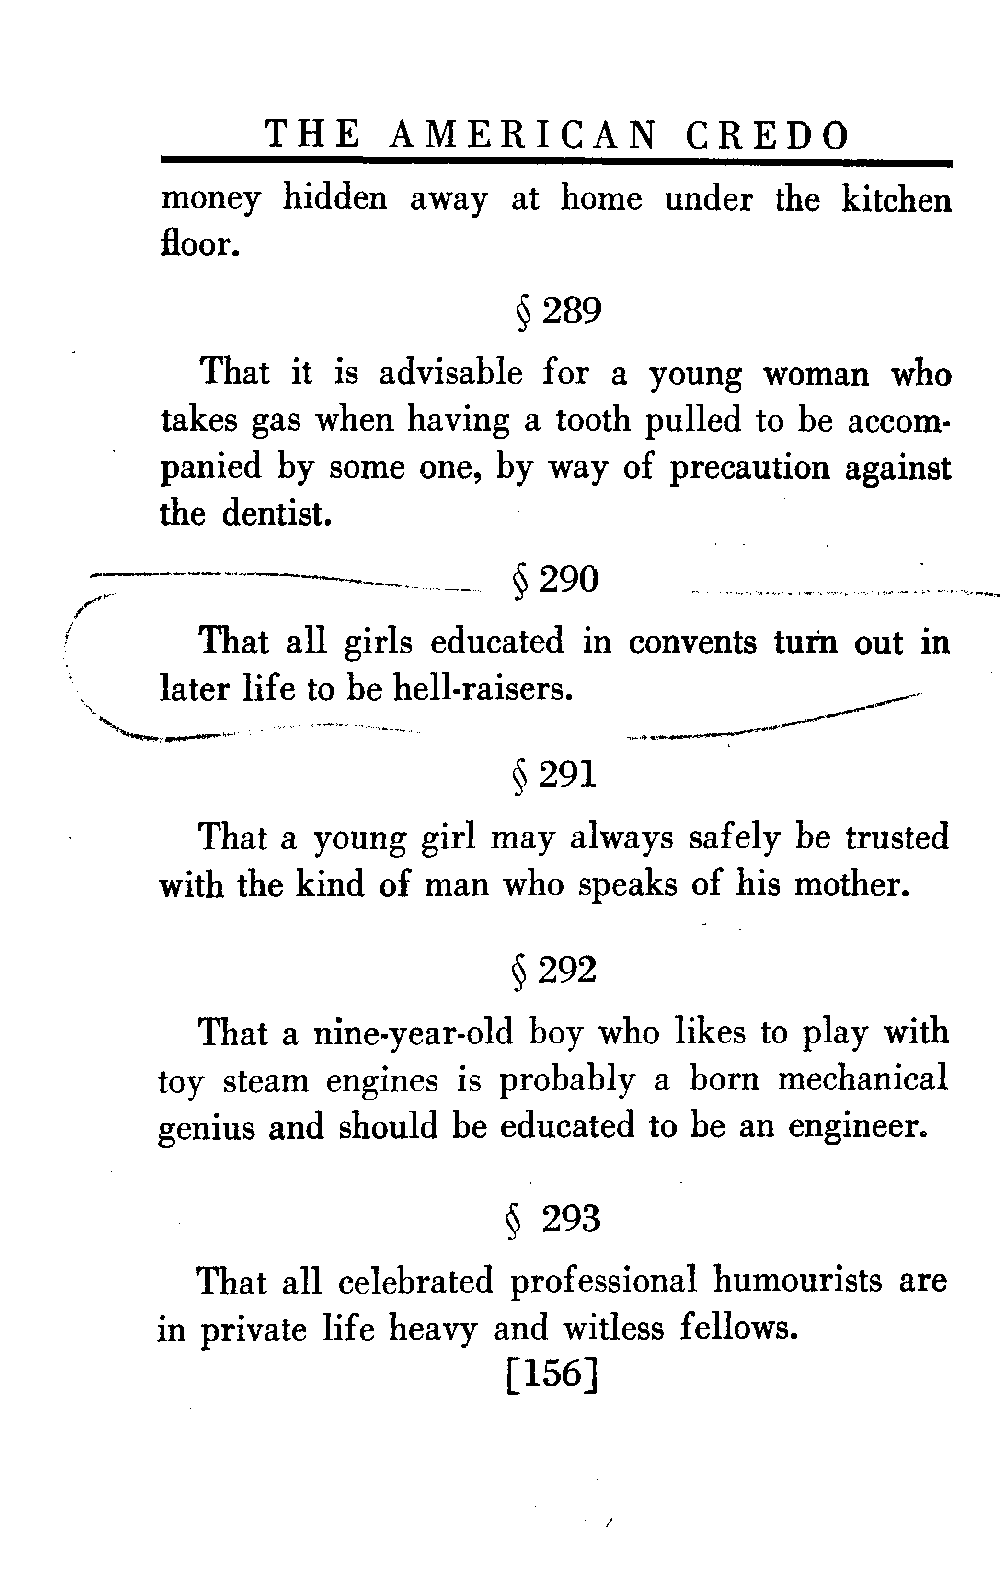 THE AMERICAN CREDO
money hidden away at home under the kitchen
floor.
§ 289
That it is advisable for a young woman who
takes gas when having a tooth pulled to be accom-
panied by some one, by way of precaution against
the dentist.
§ 290
That all girls educated in convents turn out in
later life to be hell-raisers.
§ 291
That a young girl may always safely be trusted
with the kind of man who speaks of his mother.
§ 292
That a nine-year-old boy who likes to play with
toy steam engines is probably a born mechanical
genius and should be educated to be an engineer.
§ 293
That all celebrated professional humourists are
in private life heavy and witless fellows.
[156]